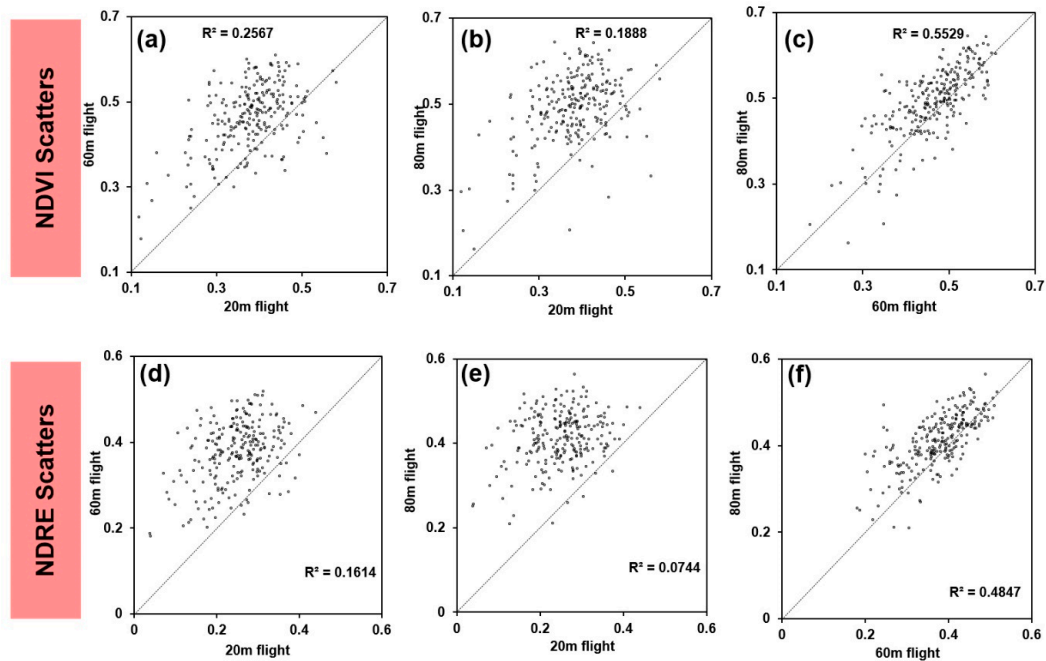 NDVI Scatters
(a)
R² = 0.2567
0.7
0.5
0.3
0.1
60m flight
0.1 0.3 0.5 0.7
20m flight
(b)
R² = 0.1888
0.7
0.5
0.3
0.1
80m flight
0.1 0.3 0.5 0.7
20m flight
(c)
R² = 0.5529
0.7
0.5
0.3
0.1
80m flight
0.1 0.3 0.5 0.7
60m flight
NDRE Scatters
(d)
R² = 0.1614
0.6
0.4
0.2
0
60m flight
0 0.2 0.4 0.6
20m flight
(e)
R² = 0.0744
0.6
0.4
0.2
0
80m flight
0 0.2 0.4 0.6
20m flight
(f)
R² = 0.4847
0.6
0.4
0.2
0
80m flight
0 0.2 0.4 0.6
60m flight